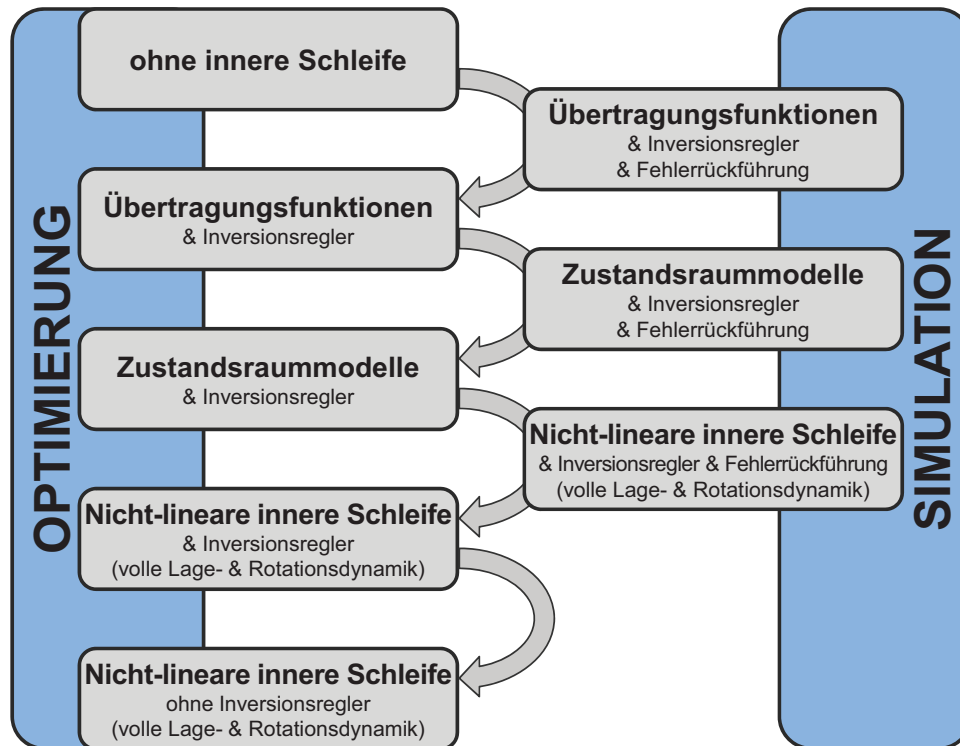 OPTIMIERUNG
ohne innere Schleife
Übertragungsfunktionen
& Inversionsregler
& Fehlerrückführung
Übertragungsfunktionen
& Inversionsregler
Zustandsraummodelle
& Inversionsregler
& Fehlerrückführung
Zustandsraummodelle
& Inversionsregler
Nicht-lineare innere Schleife
& Inversionsregler & Fehlerrückführung
(volle Lage- & Rotationsdynamik)
Nicht-lineare innere Schleife
& Inversionsregler
(volle Lage- & Rotationsdynamik)
Nicht-lineare innere Schleife
ohne Inversionsregler
(volle Lage- & Rotationsdynamik)
SIMULATION